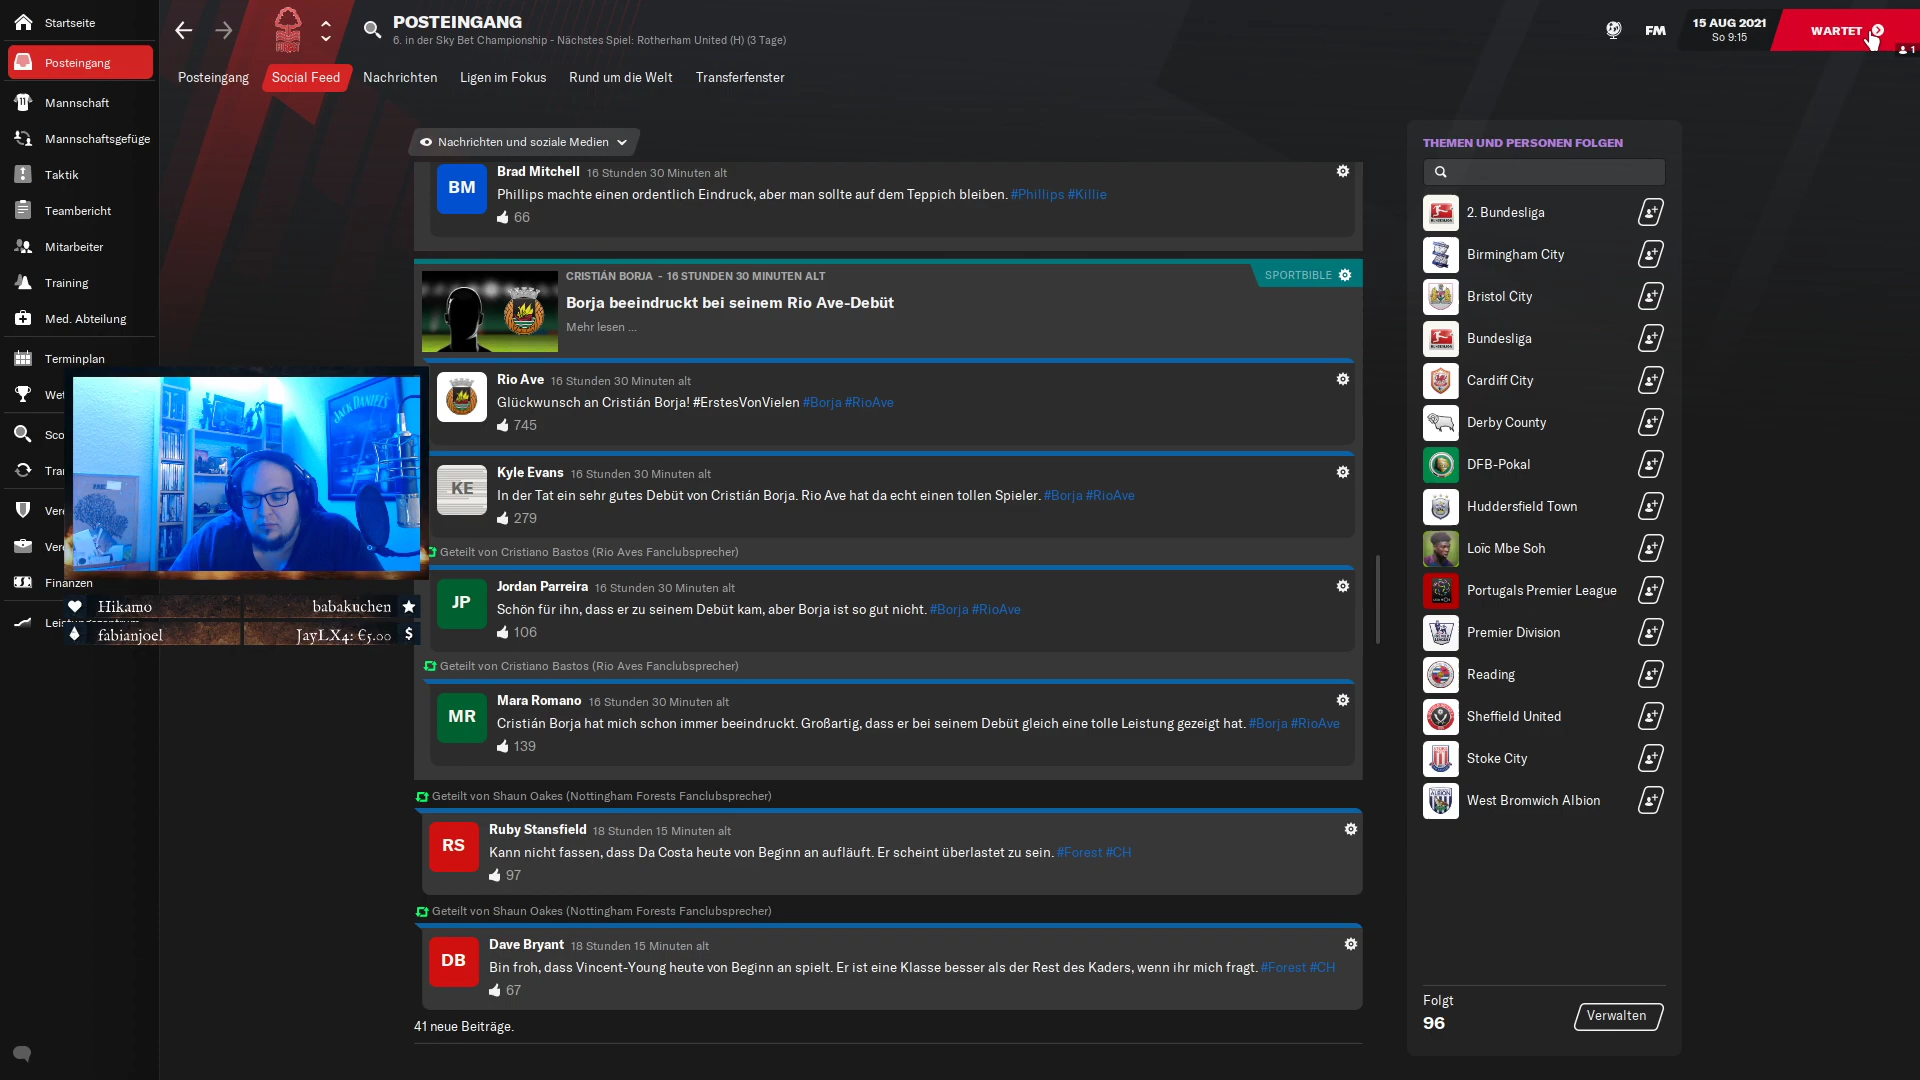 Startseite
Posteingang
Mannschaft
Mannschaftsgefüge
Taktik
Teambericht
Mitarbeiter
Training
Med. Abteilung
Terminplan
Finanzen
POSTEINGANG
6. in der Sky Bet Championship - Nächstes Spiel: Rotherham United (H) (3 Tage)
FM
15 AUG 2021
So 9:15
WARTET
1
Posteingang
Social Feed
Nachrichten
Ligen im Fokus
Rund um die Welt
Transferfenster
Nachrichten und soziale Medien
BM
Brad Mitchell 16 Stunden 30 Minuten alt
Phillips machte einen ordentlich Eindruck, aber man sollte auf dem Teppich bleiben. #Phillips #Killie
66
CRISTIÁN BORJA - 16 STUNDEN 30 MINUTEN ALT
SPORTBIBLE
Borja beeindruckt bei seinem Rio Ave-Debüt
Mehr lesen ...
Rio Ave 16 Stunden 30 Minuten alt
Glückwunsch an Cristián Borja! #ErstesVonVielen #Borja #RioAve
745
KE
Kyle Evans 16 Stunden 30 Minuten alt
In der Tat ein sehr gutes Debüt von Cristián Borja. Rio Ave hat da echt einen tollen Spieler. #Borja #RioAve
279
Geteilt von Cristiano Bastos (Rio Aves Fanclubsprecher)
JP
Jordan Parreira 16 Stunden 30 Minuten alt
Schön für ihn, dass er zu seinem Debüt kam, aber Borja ist so gut nicht. #Borja #RioAve
106
Geteilt von Cristiano Bastos (Rio Aves Fanclubsprecher)
MR
Mara Romano 16 Stunden 30 Minuten alt
Cristián Borja hat mich schon immer beeindruckt. Großartig, dass er bei seinem Debüt gleich eine tolle Leistung gezeigt hat. #Borja #RioAve
139
Geteilt von Shaun Oakes (Nottingham Forests Fanclubsprecher)
RS
Ruby Stansfield 18 Stunden 15 Minuten alt
Kann nicht fassen, dass Da Costa heute von Beginn an aufläuft. Er scheint überlastet zu sein. #Forest #CH
97
Geteilt von Shaun Oakes (Nottingham Forests Fanclubsprecher)
DB
Dave Bryant 18 Stunden 15 Minuten alt
Bin froh, dass Vincent-Young heute von Beginn an spielt. Er ist eine Klasse besser als der Rest des Kaders, wenn ihr mich fragt. #Forest #CH
67
41 neue Beiträge.
JACK DANIEL'S
Hikamo
babakuchen
fabianjoel
JayLX4: €5.00
THEMEN UND PERSONEN FOLGEN
2. Bundesliga
Birmingham City
Bristol City
Bundesliga
Cardiff City
Derby County
DFB-Pokal
Huddersfield Town
Loïc Mbe Soh
Portugals Premier League
Premier Division
Reading
Sheffield United
Stoke City
West Bromwich Albion
Folgt
96
Verwalten